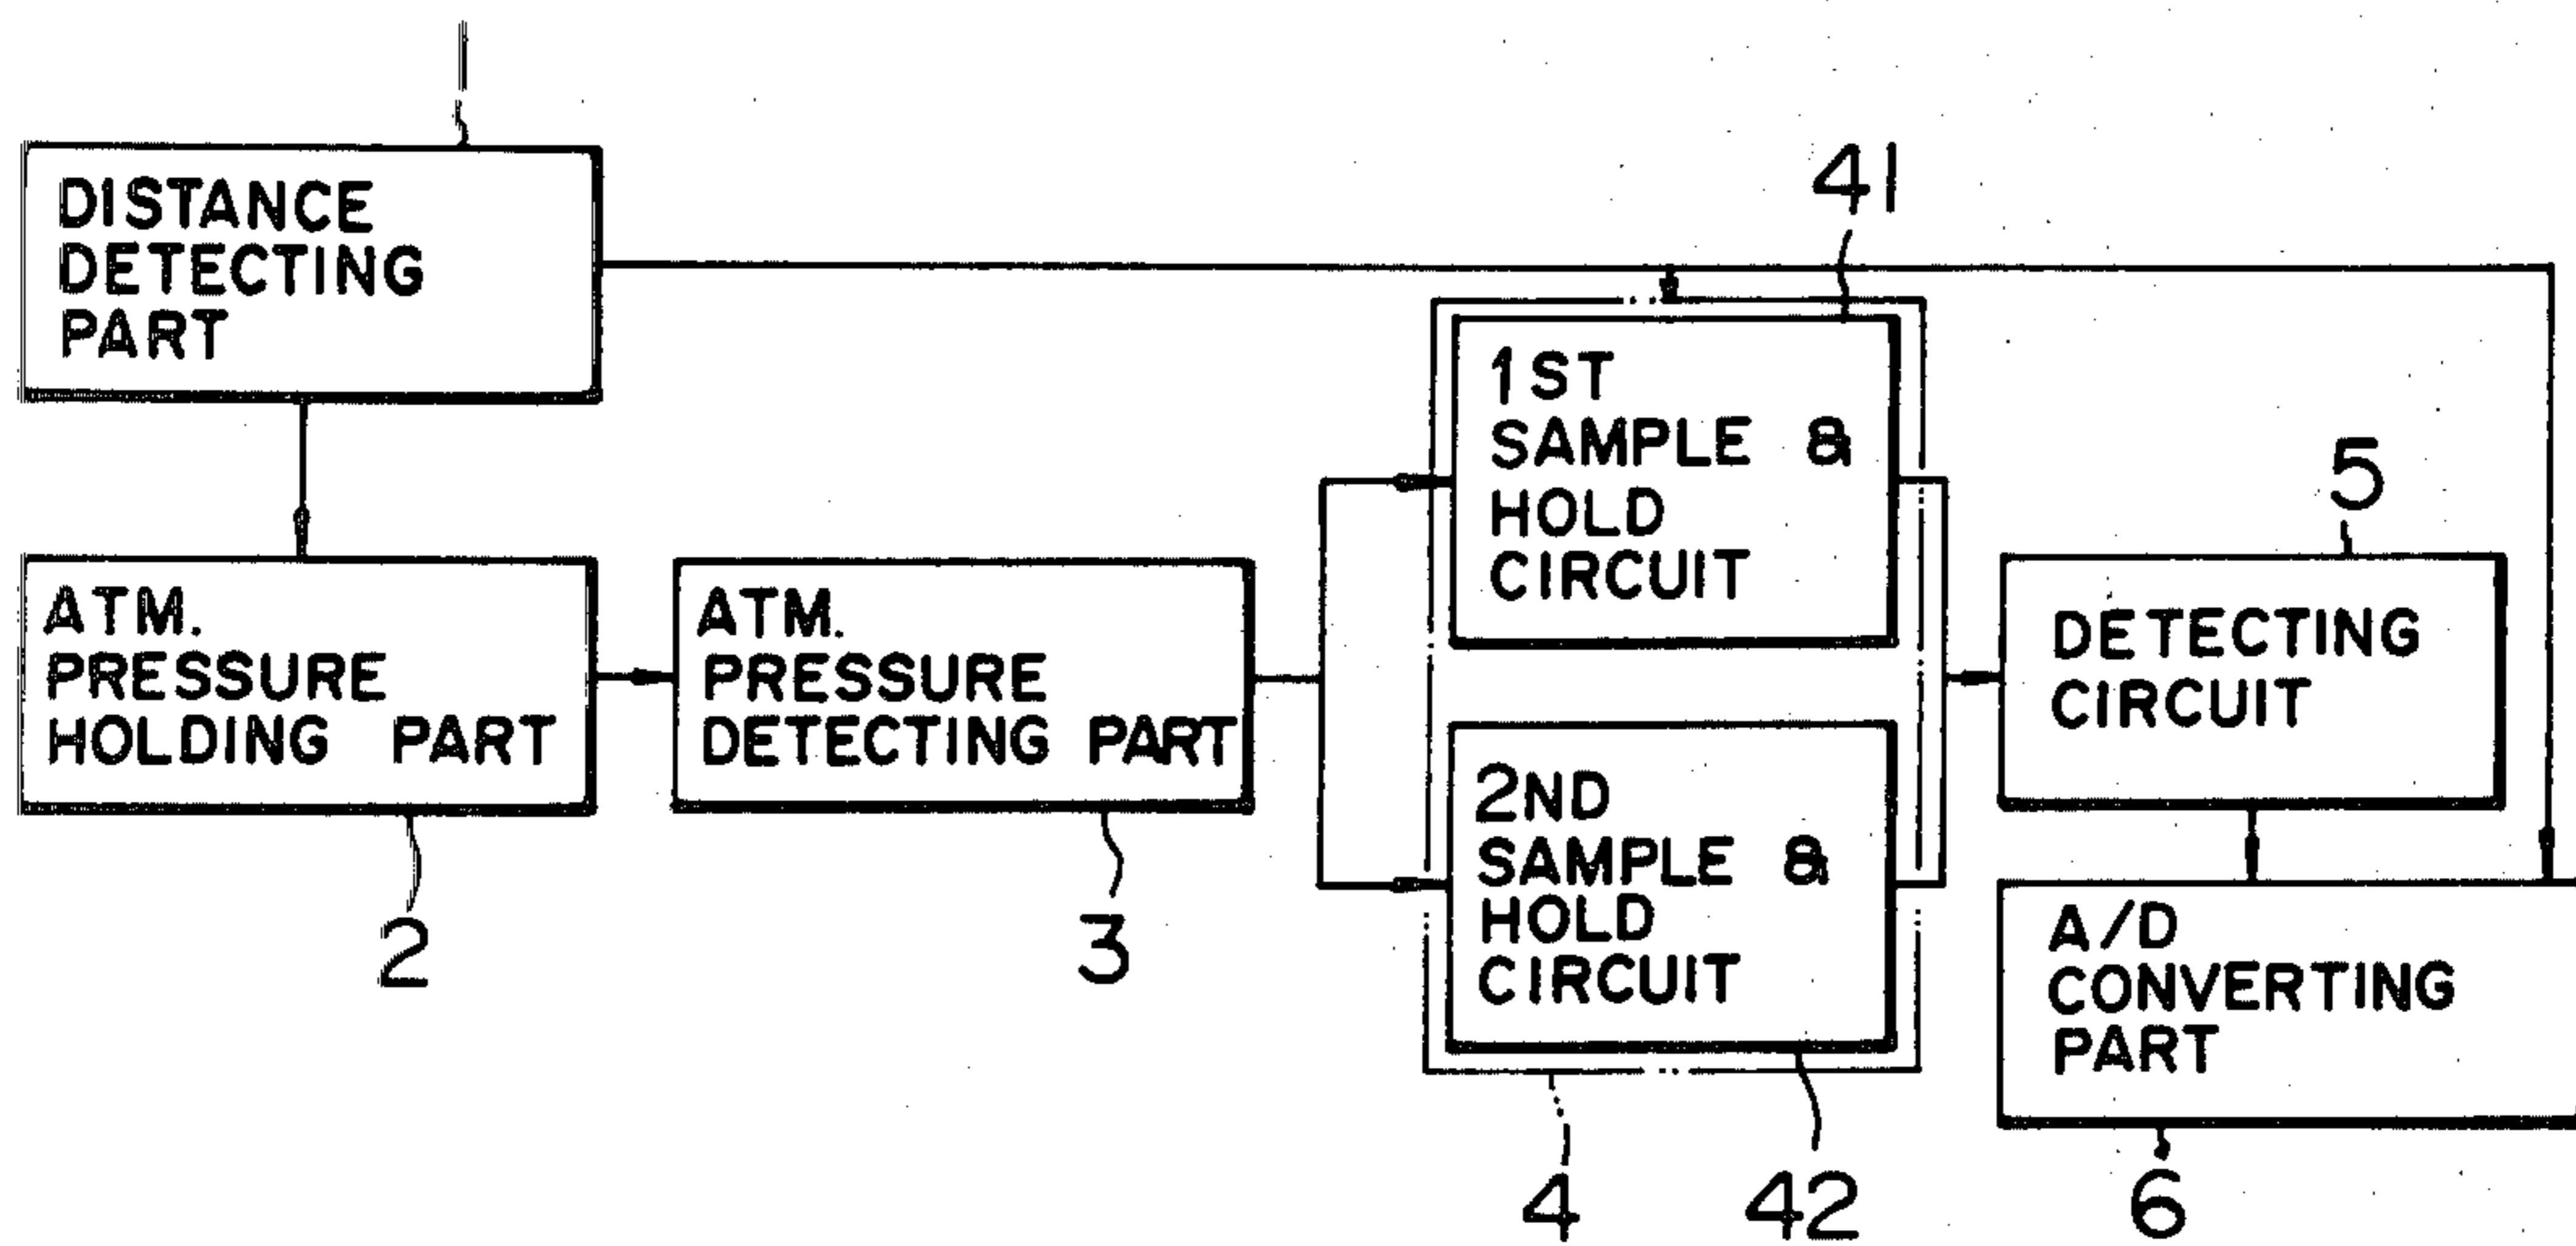 1
DISTANCE
DETECTING
PART
41
1ST
SAMPLE &
HOLD
CIRCUIT
5
ATM.
PRESSURE
HOLDING PART
ATM.
PRESSURE
DETECTING PART
DETECTING
CIRCUIT
2ND
SAMPLE &
HOLD
CIRCUIT
A/D
CONVERTING
PART
2
3
4
42
6